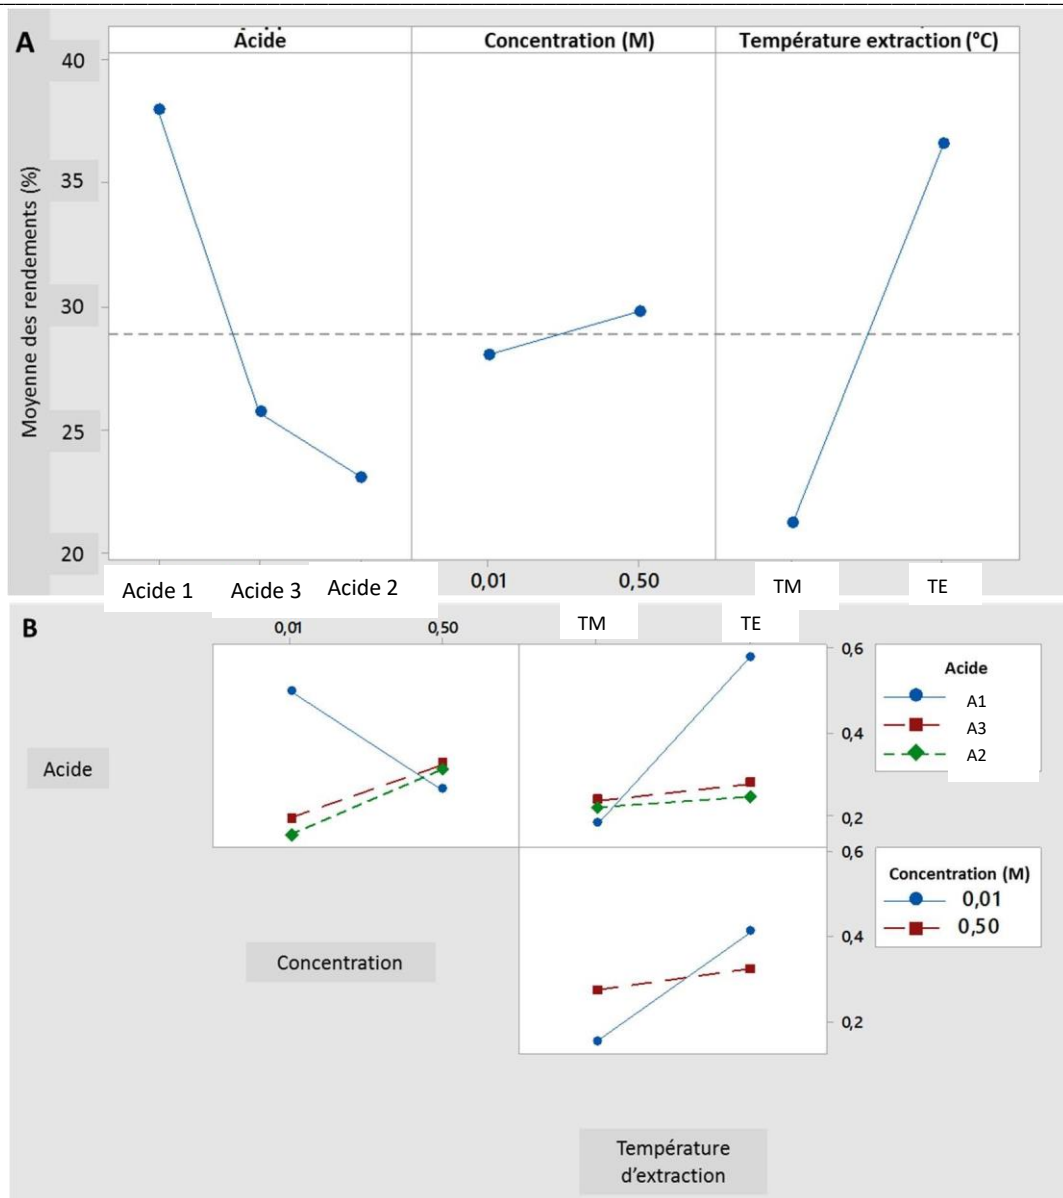 A
Acide
Concentration (M)
Température extraction (°C)
Moyenne des rendements (%)
40
35
30
25
20
Acide 1
Acide 3
Acide 2
0,01
0,50
TM
TE
B
0,01
0,50
TM
TE
Acide
0,6
0,4
0,2
Acide
A1
A3
A2
Concentration
0,6
0,4
0,2
Concentration (M)
0,01
0,50
Température
d’extraction